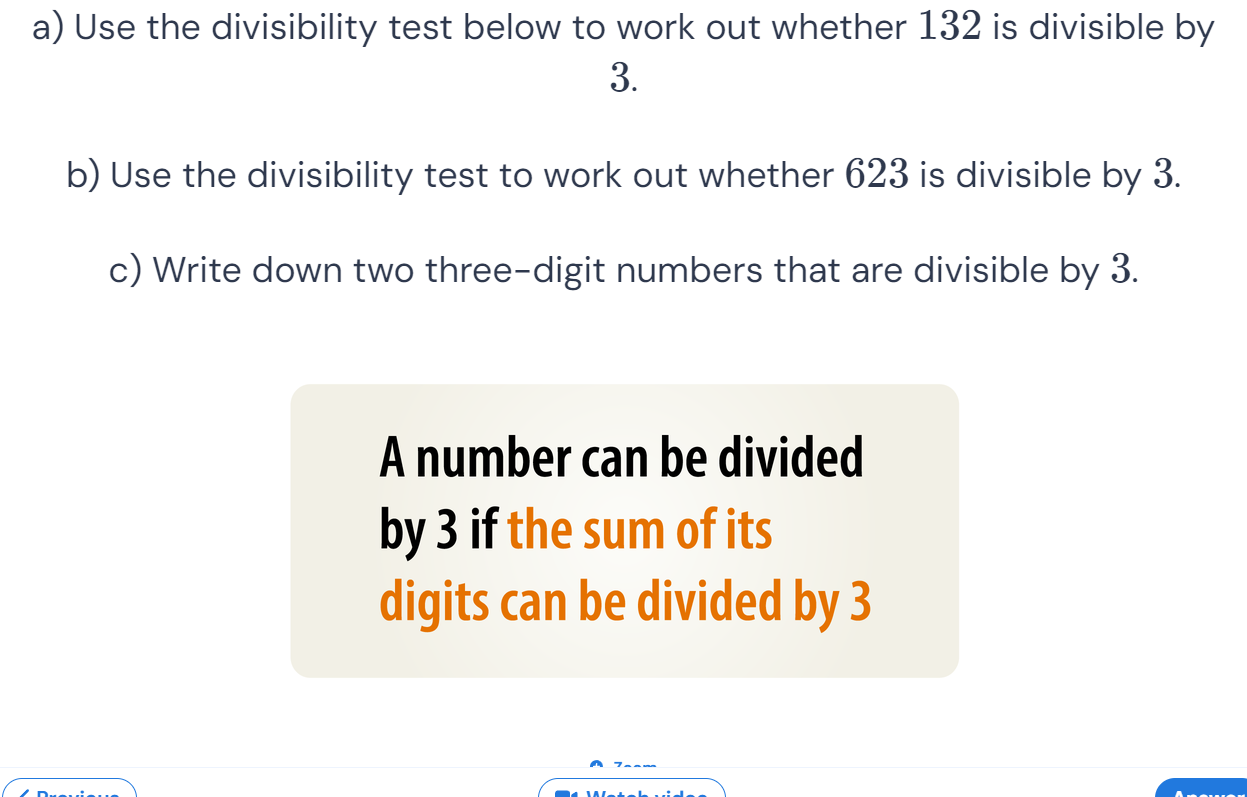 a) Use the divisibility test below to work out whether 132 is divisible by
3.
b) Use the divisibility test to work out whether 623 is divisible by 3.
c) Write down two three-digit numbers that are divisible by 3.
A number can be divided
by 3 if the sum of its
digits can be divided by 3
Zoom
Previous
Watch video
Answer